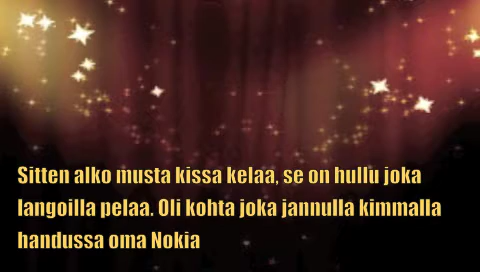 Sitten alko musta kissa kelaa, se on hullu joka
langoilla pelaa. Oli kohta joka jannulla kimmalla
handussa oma Nokia